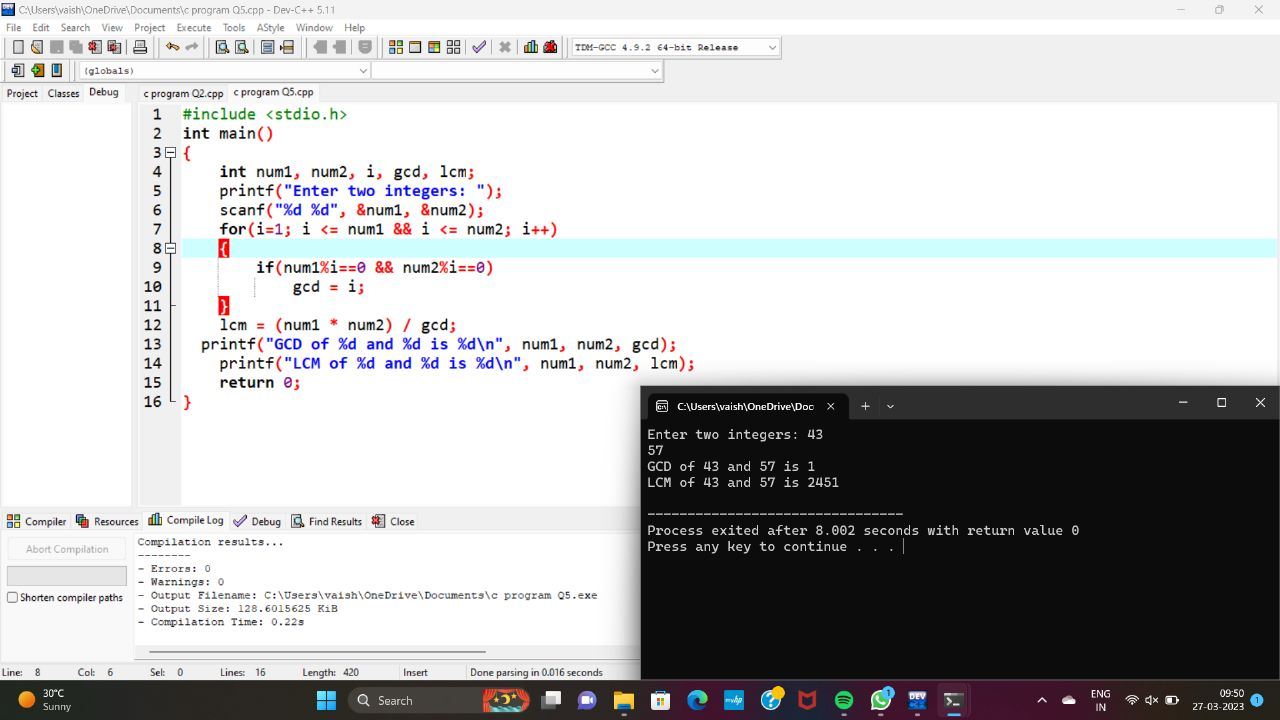 C:\Users\vaish\OneDrive\Documents\c program Q5.cpp - Dev-C++ 5.11
File Edit Search View Project Execute Tools AStyle Window Help
TDM-GCC 4.9.2 64-bit Release
(globals)
Project Classes Debug c program Q2.cpp c program Q5.cpp
1 #include <stdio.h>
2 int main()
3 {
4 int num1, num2, i, gcd, lcm;
5 printf("Enter two integers: ");
6 scanf("%d %d", &num1, &num2);
7 for(i=1; i <= num1 && i <= num2; i++)
8 {
9 if(num1%i==0 && num2%i==0)
10 gcd = i;
11 }
12 lcm = (num1 * num2) / gcd;
13 printf("GCD of %d and %d is %d\n", num1, num2, gcd);
14 printf("LCM of %d and %d is %d\n", num1, num2, lcm);
15 return 0;
16 }
C:\Users\vaish\OneDrive\Doc
Enter two integers: 43
57
GCD of 43 and 57 is 1
LCM of 43 and 57 is 2451
--------------------------------
Process exited after 8.002 seconds with return value 0
Press any key to continue . . .
Compiler Resources Compile Log Debug Find Results Close
Abort Compilation
Shorten compiler paths
Compilation results...
--------
- Errors: 0
- Warnings: 0
- Output Filename: C:\Users\vaish\OneDrive\Documents\c program Q5.exe
- Output Size: 128.6015625 KiB
- Compilation Time: 0.22s
Line: 8 Col: 6 Sel: 0 Lines: 16 Length: 420 Insert Done parsing in 0.016 seconds
30°C
Sunny
Search
myhp
1
DEV
ENG
IN
09:50
27-03-2023
1